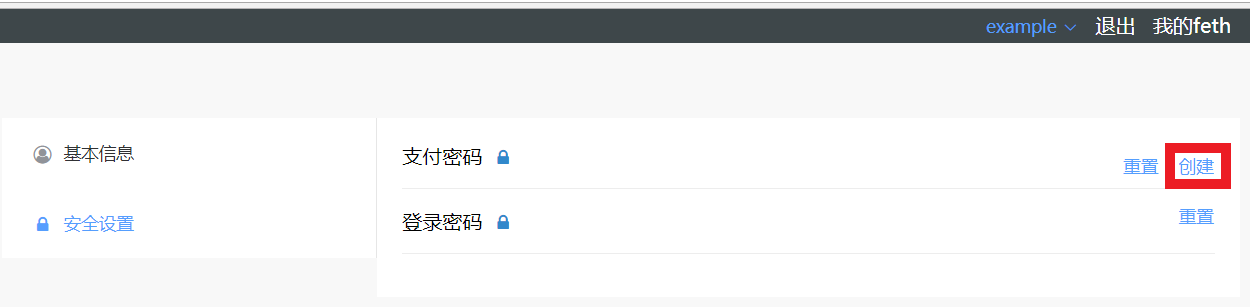 example 退出 我的feth
基本信息
安全设置
支付密码 重置 创建
登录密码 重置